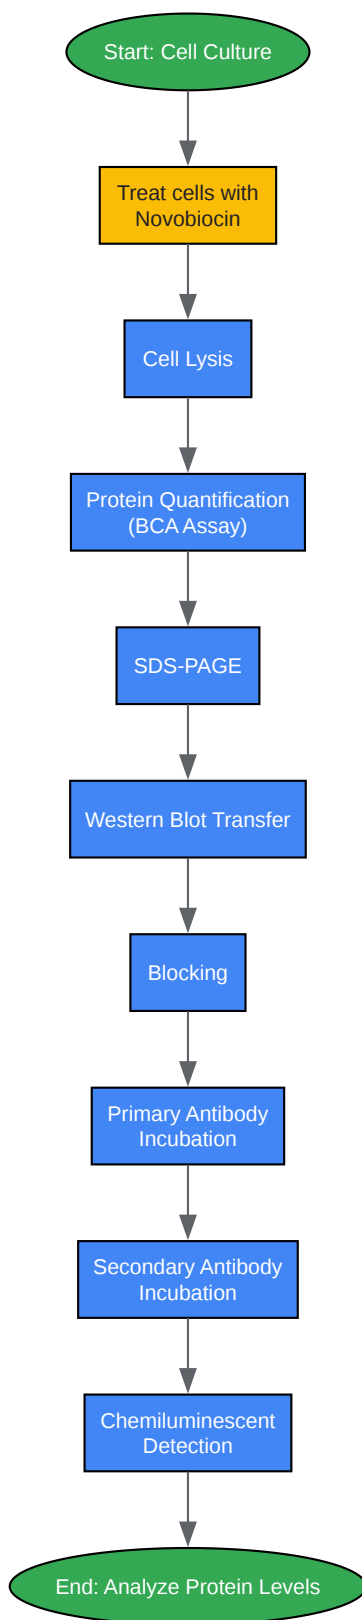 Start: Cell Culture
Treat cells with
Novobiocin
Cell Lysis
Protein Quantification
(BCA Assay)
SDS-PAGE
Western Blot Transfer
Blocking
Primary Antibody
Incubation
Secondary Antibody
Incubation
Chemiluminescent
Detection
End: Analyze Protein Levels